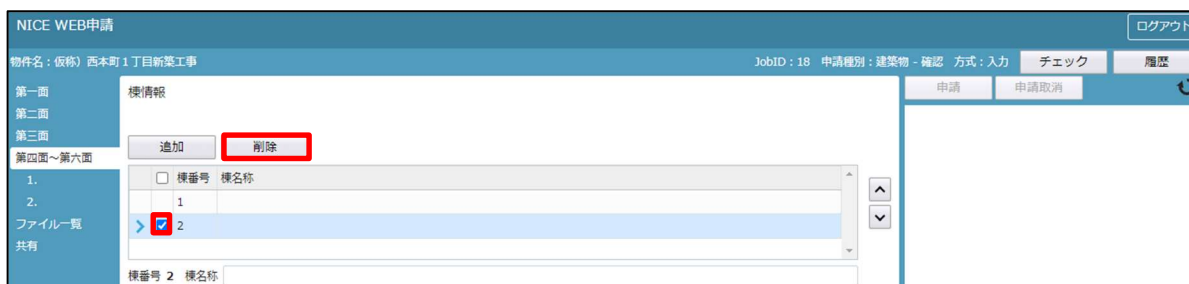 NICE WEB申請
ログアウト
物件名：仮称）西本町１丁目新築工事
JobID：18 申請種別：建築物 - 確認 方式：入力
チェック
履歴
第一面
第二面
第三面
第四面～第六面
1.
2.
ファイル一覧
共有
棟情報
追加
削除
棟番号 棟名称
1
2
棟番号 2 棟名称
申請
申請取消